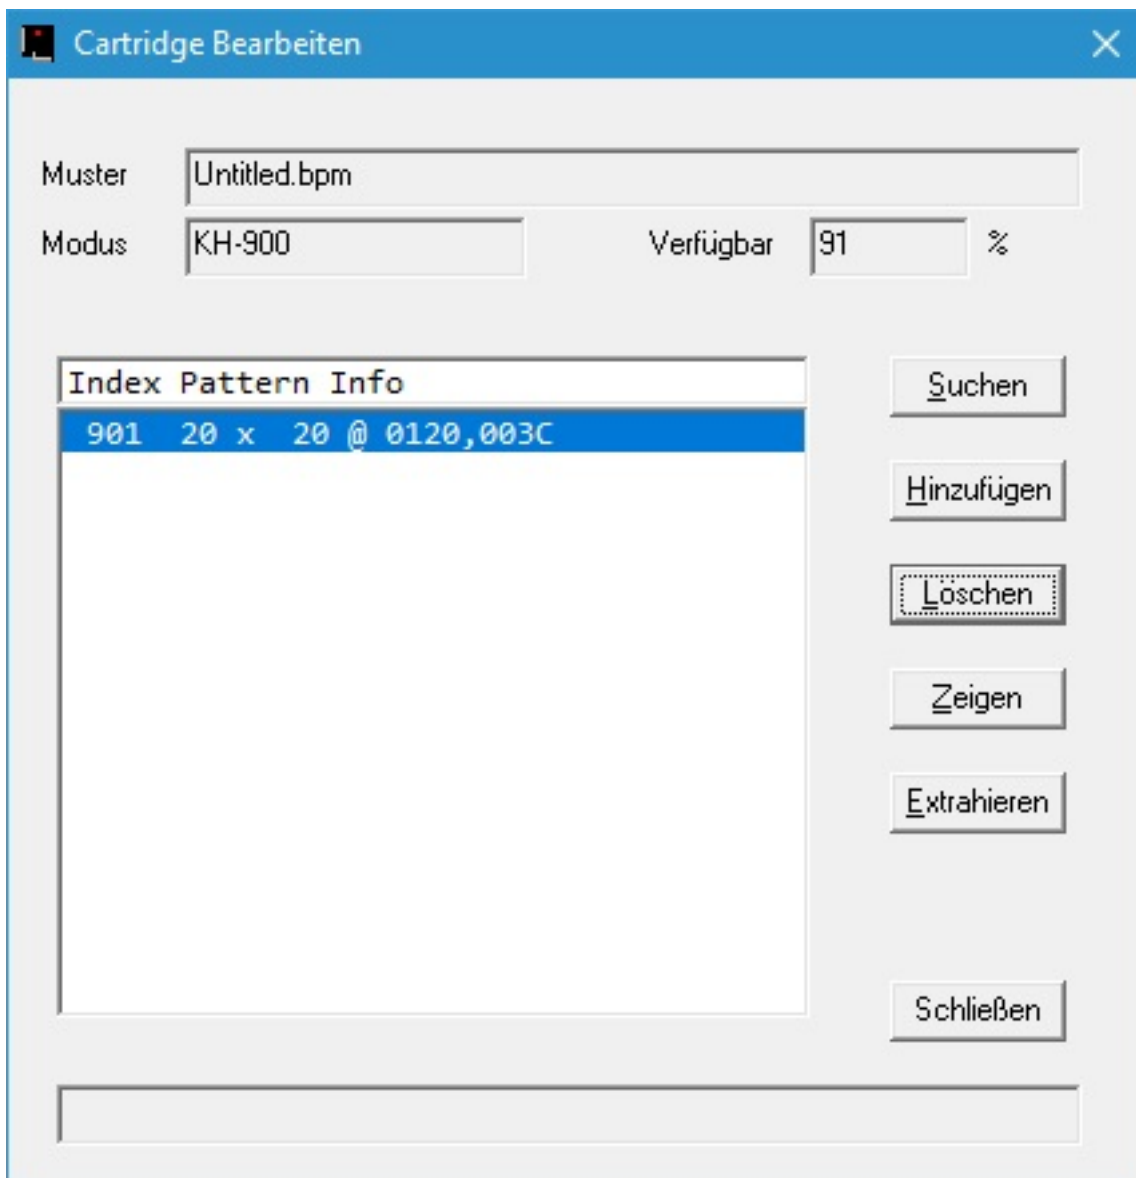 Cartridge Bearbeiten
Muster Untitled.bpm
Modus KH-900 Verfügbar 91 %
Index Pattern Info
901 20 x 20 @ 0120,003C
Suchen
Hinzufügen
Löschen
Zeigen
Extrahieren
Schließen